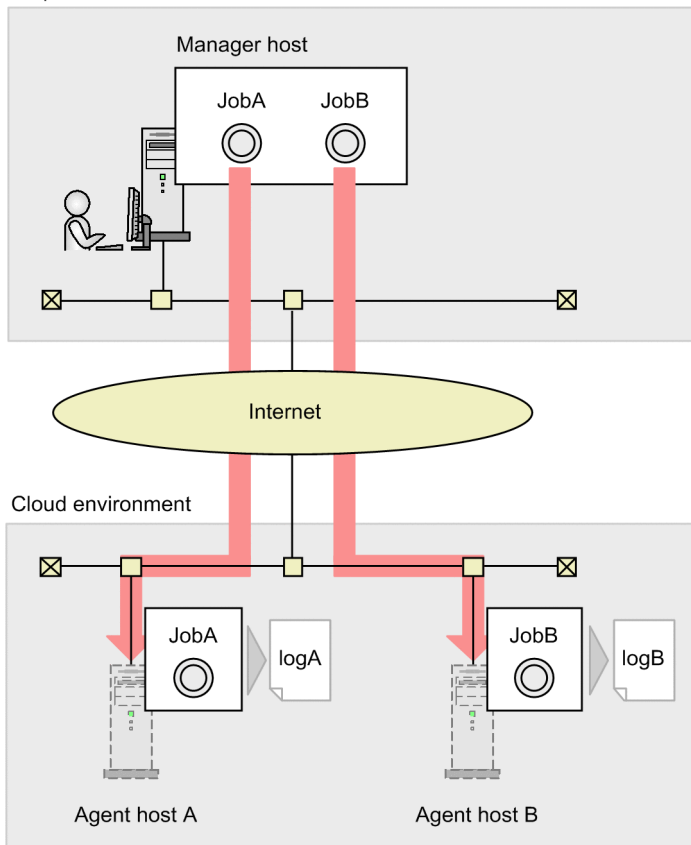 Manager host
JobA
JobB
Internet
Cloud environment
JobA
logA
JobB
logB
Agent host A
Agent host B